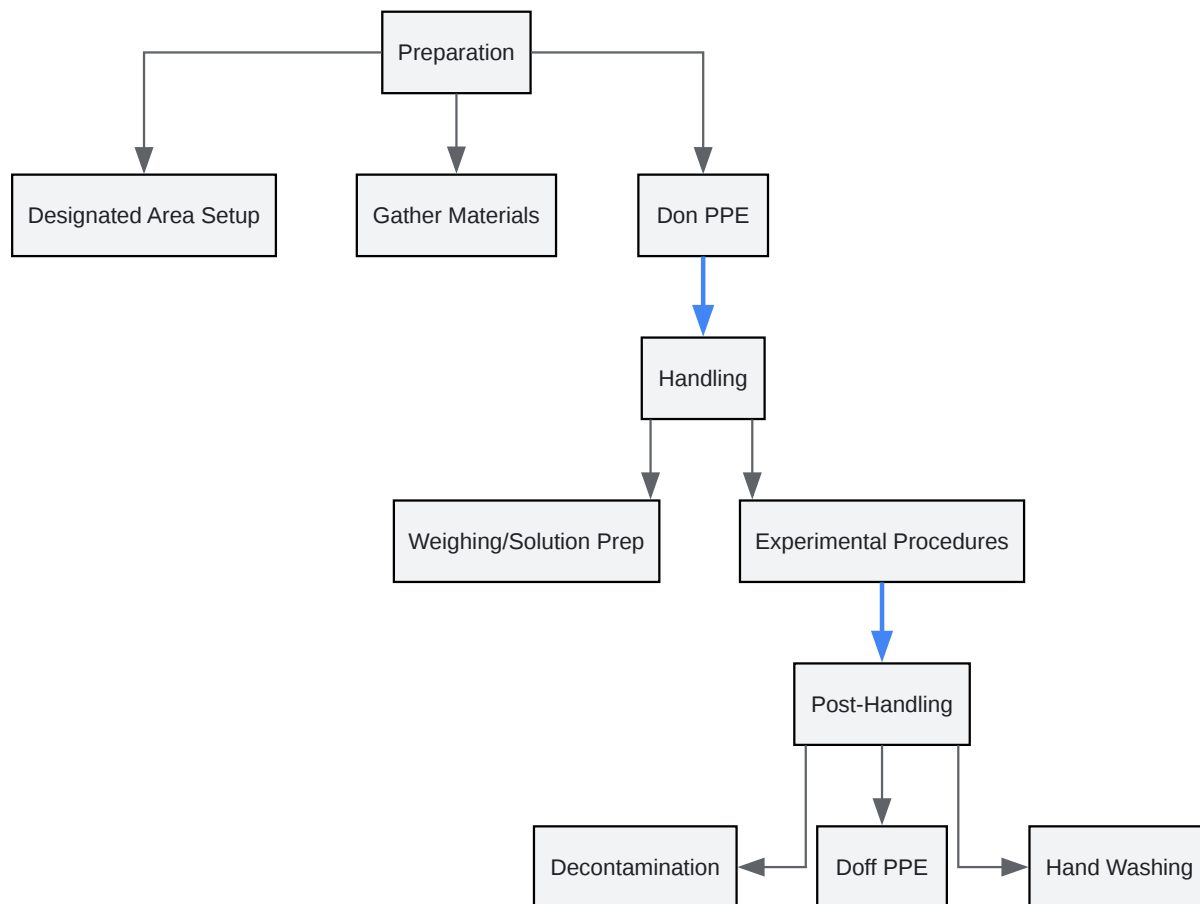 Preparation
Designated Area Setup
Gather Materials
Don PPE
Handling
Weighing/Solution Prep
Experimental Procedures
Post-Handling
Decontamination
Doff PPE
Hand Washing